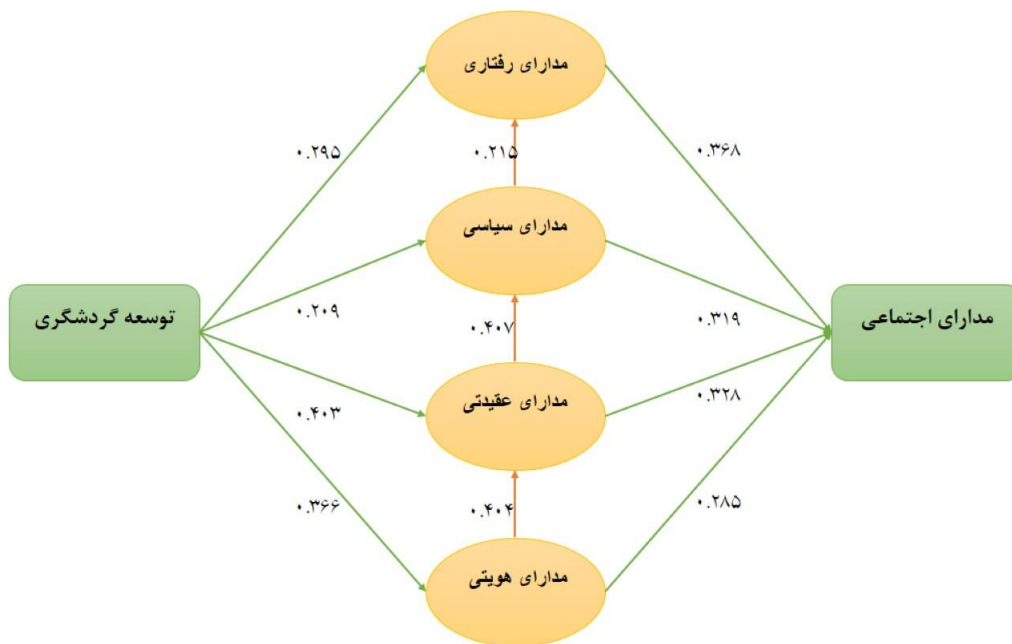 مدارای رفتاری
۰.۲۹۵
۰.۲۱۵
۰.۳۶۸
مدارای سیاسی
توسعه گردشگری
مدارای اجتماعی
۰.۲۰۹
۰.۴۰۷
۰.۳۱۹
مدارای عقیدتی
۰.۴۰۳
۰.۳۲۸
۰.۳۶۶
۰.۴۰۴
۰.۲۸۵
مدارای هویتی